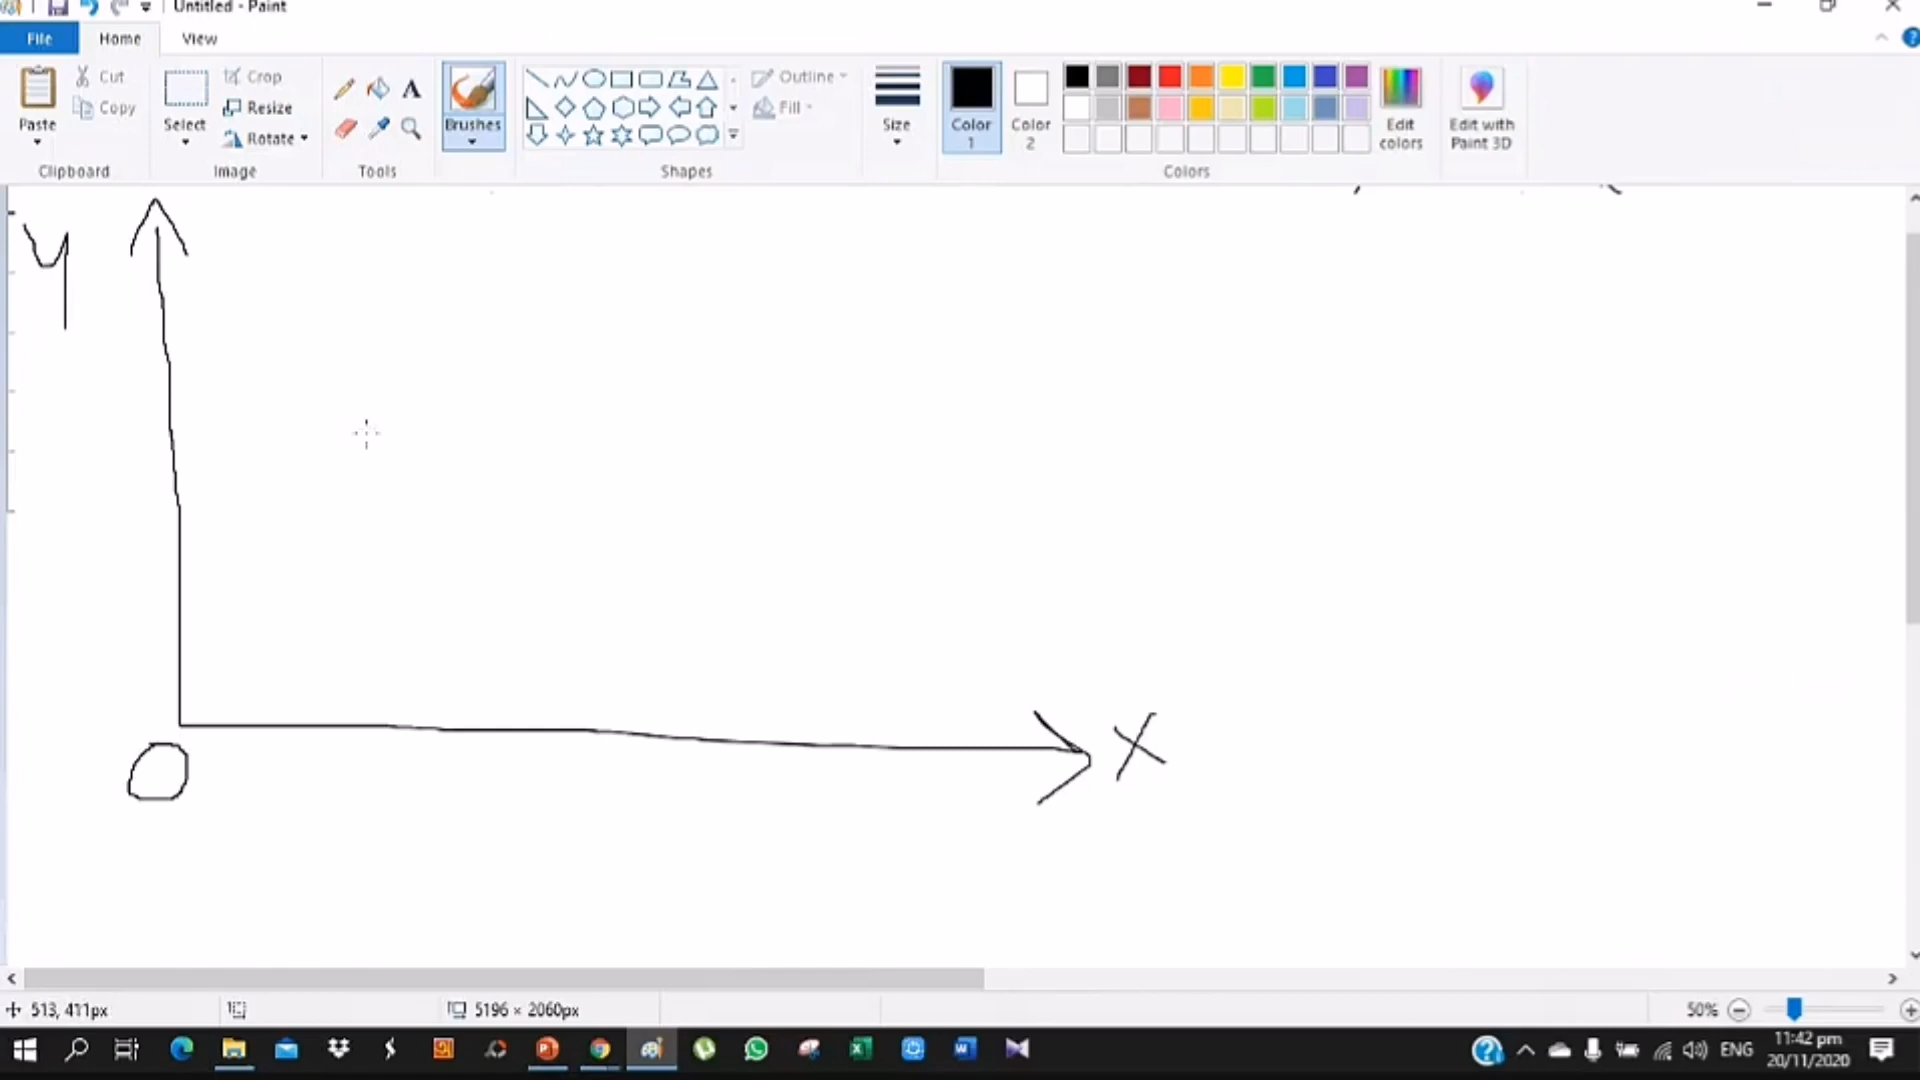 Untitled - Paint
File Home View
Cut Crop Outline
Copy Resize Fill
Paste Select Rotate Brushes Size Color 1 Color 2 Edit colors Edit with Paint 3D
Clipboard Image Tools Shapes Colors
Y
X
O
513, 411px 5196 × 2060px 50%
ENG 11:42 pm
20/11/2020